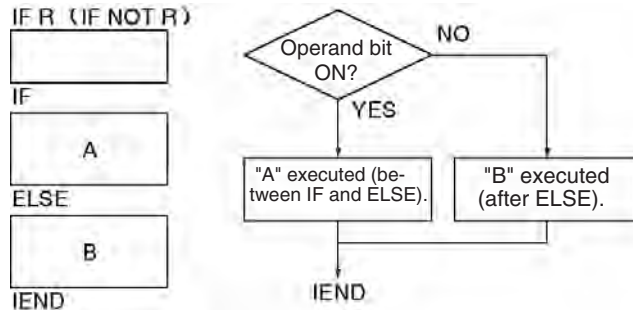 IF R (IF NOT R)
IF
A
ELSE
B
IEND
Operand bit
ON?
NO
YES
"A" executed (be-
tween IF and ELSE).
"B" executed
(after ELSE).
IEND